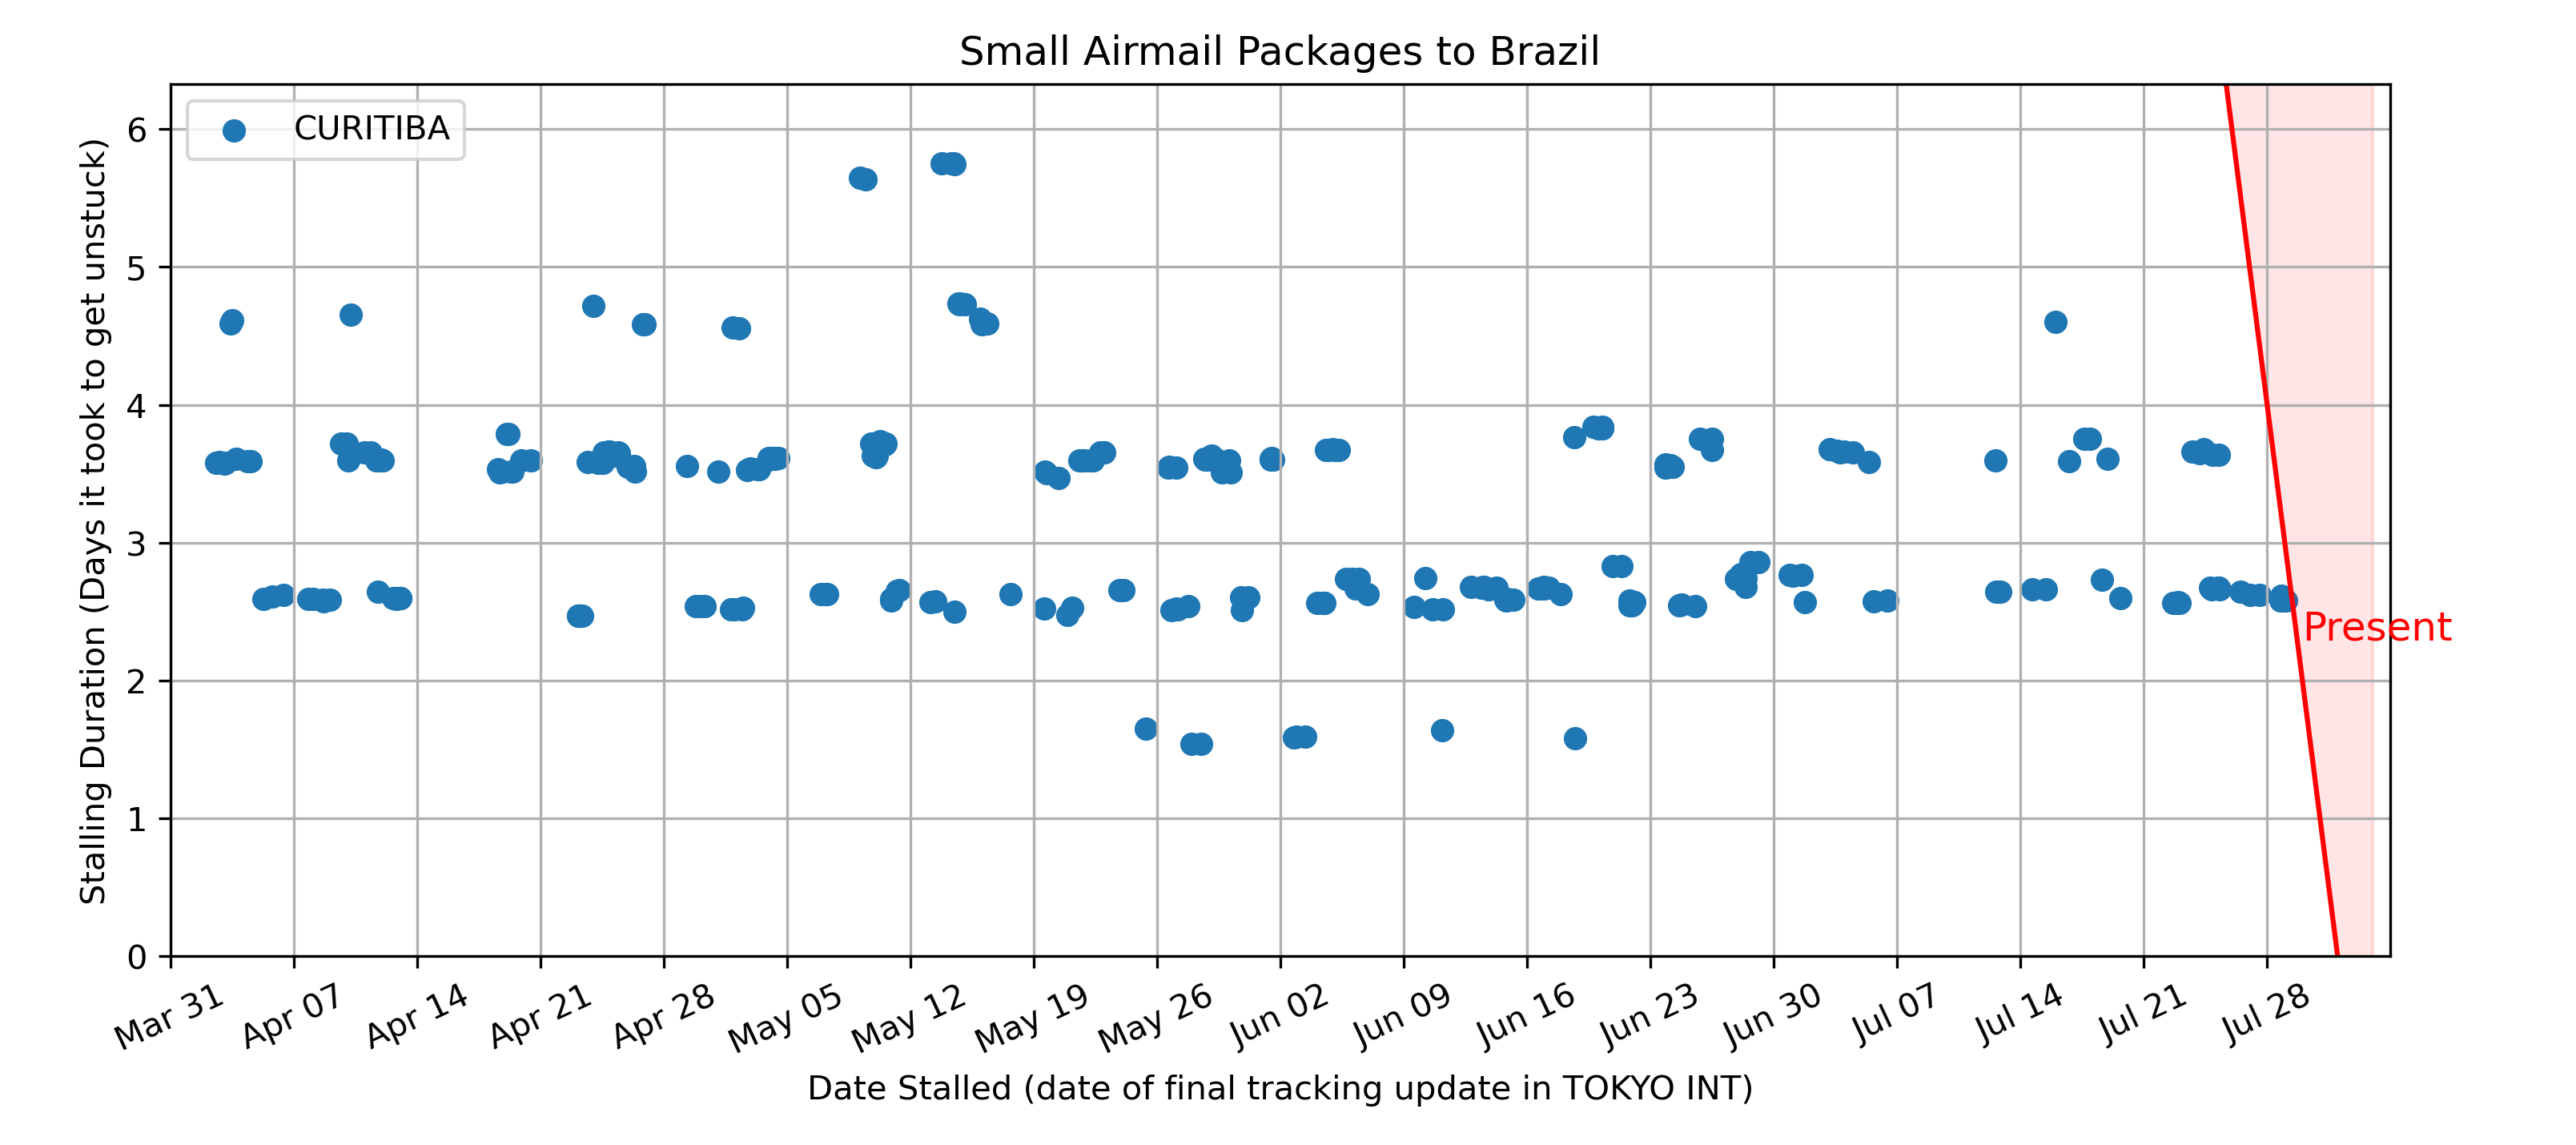 Small Airmail Packages to Brazil
CURITIBA
Stalling Duration (Days it took to get unstuck)
6
5
4
3
2
1
0
Present
Mar 31
Apr 07
Apr 14
Apr 21
Apr 28
May 05
May 12
May 19
May 26
Jun 02
Jun 09
Jun 16
Jun 23
Jun 30
Jul 07
Jul 14
Jul 21
Jul 28
Date Stalled (date of final tracking update in TOKYO INT)